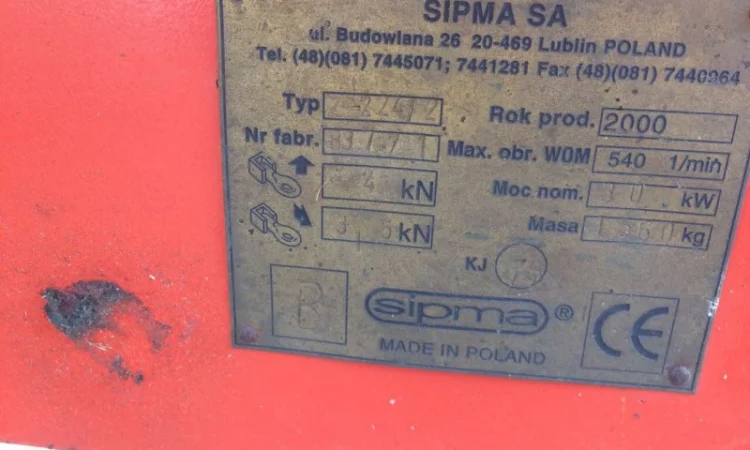 SIPMA SA
ul. Budowlana 26 20-469 Lublin POLAND
Tel. (48)(081) 7445071; 7441281 Fax (48)(081) 7440964
Typ Z-224/2 Rok prod. 2000
Nr fabr. Max. obr. WOM 540 1/min
kN Moc nom. kW
kN Masa kg
KJ
B sipma ® CE
MADE IN POLAND